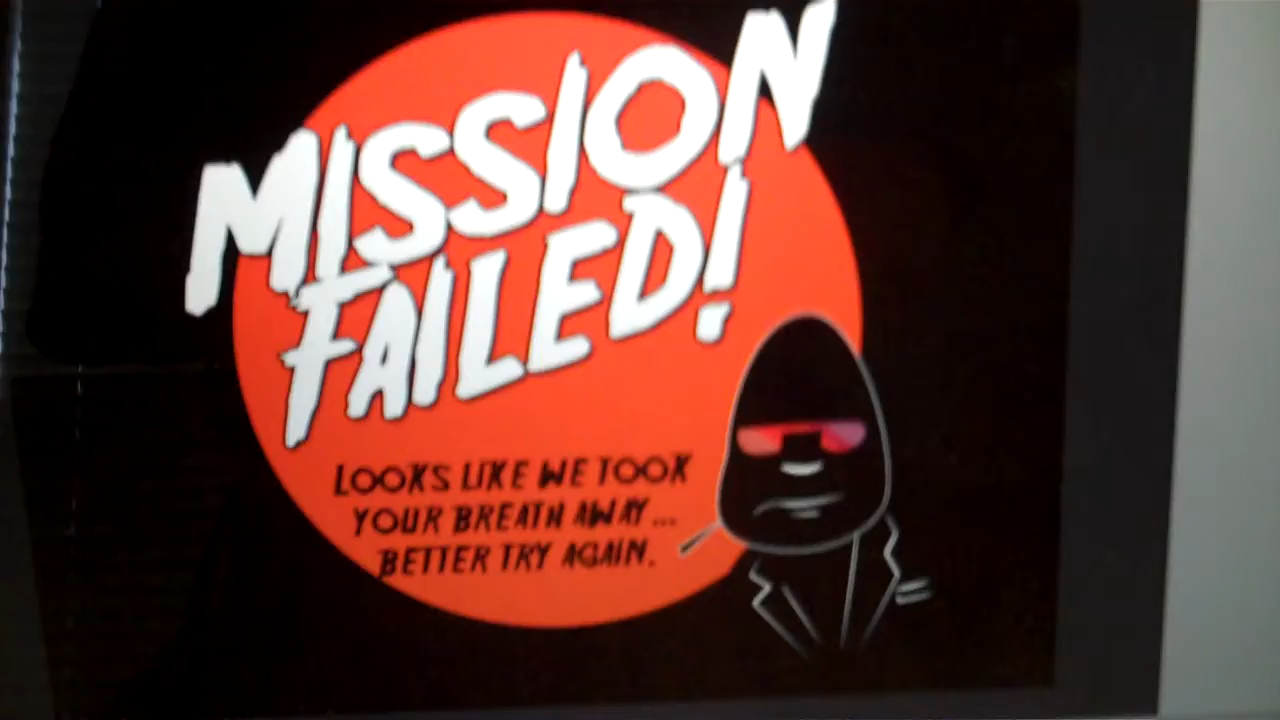 MISSION
FAILED!
LOOKS LIKE WE TOOK
YOUR BREATH AWAY...
BETTER TRY AGAIN.